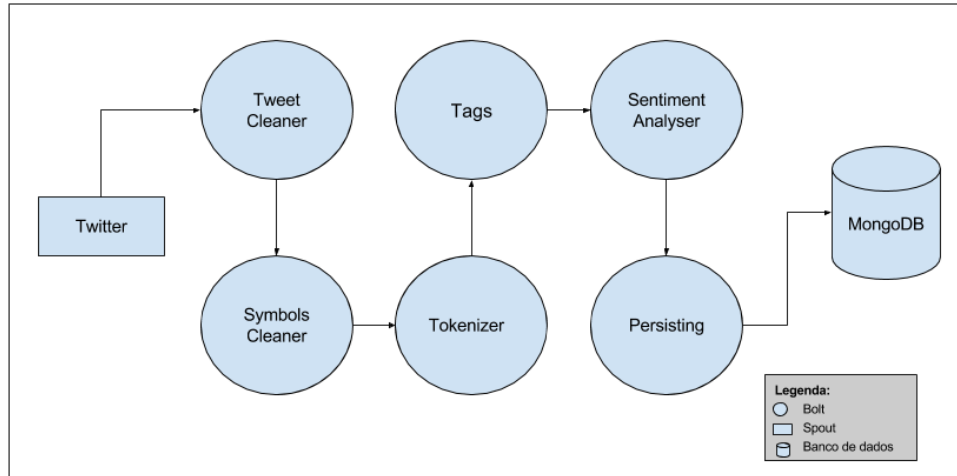 Tweet
Cleaner
Tags
Sentiment
Analyser
Twitter
MongoDB
Symbols
Cleaner
Tokenizer
Persisting
Legenda:
Bolt
Spout
Banco de dados